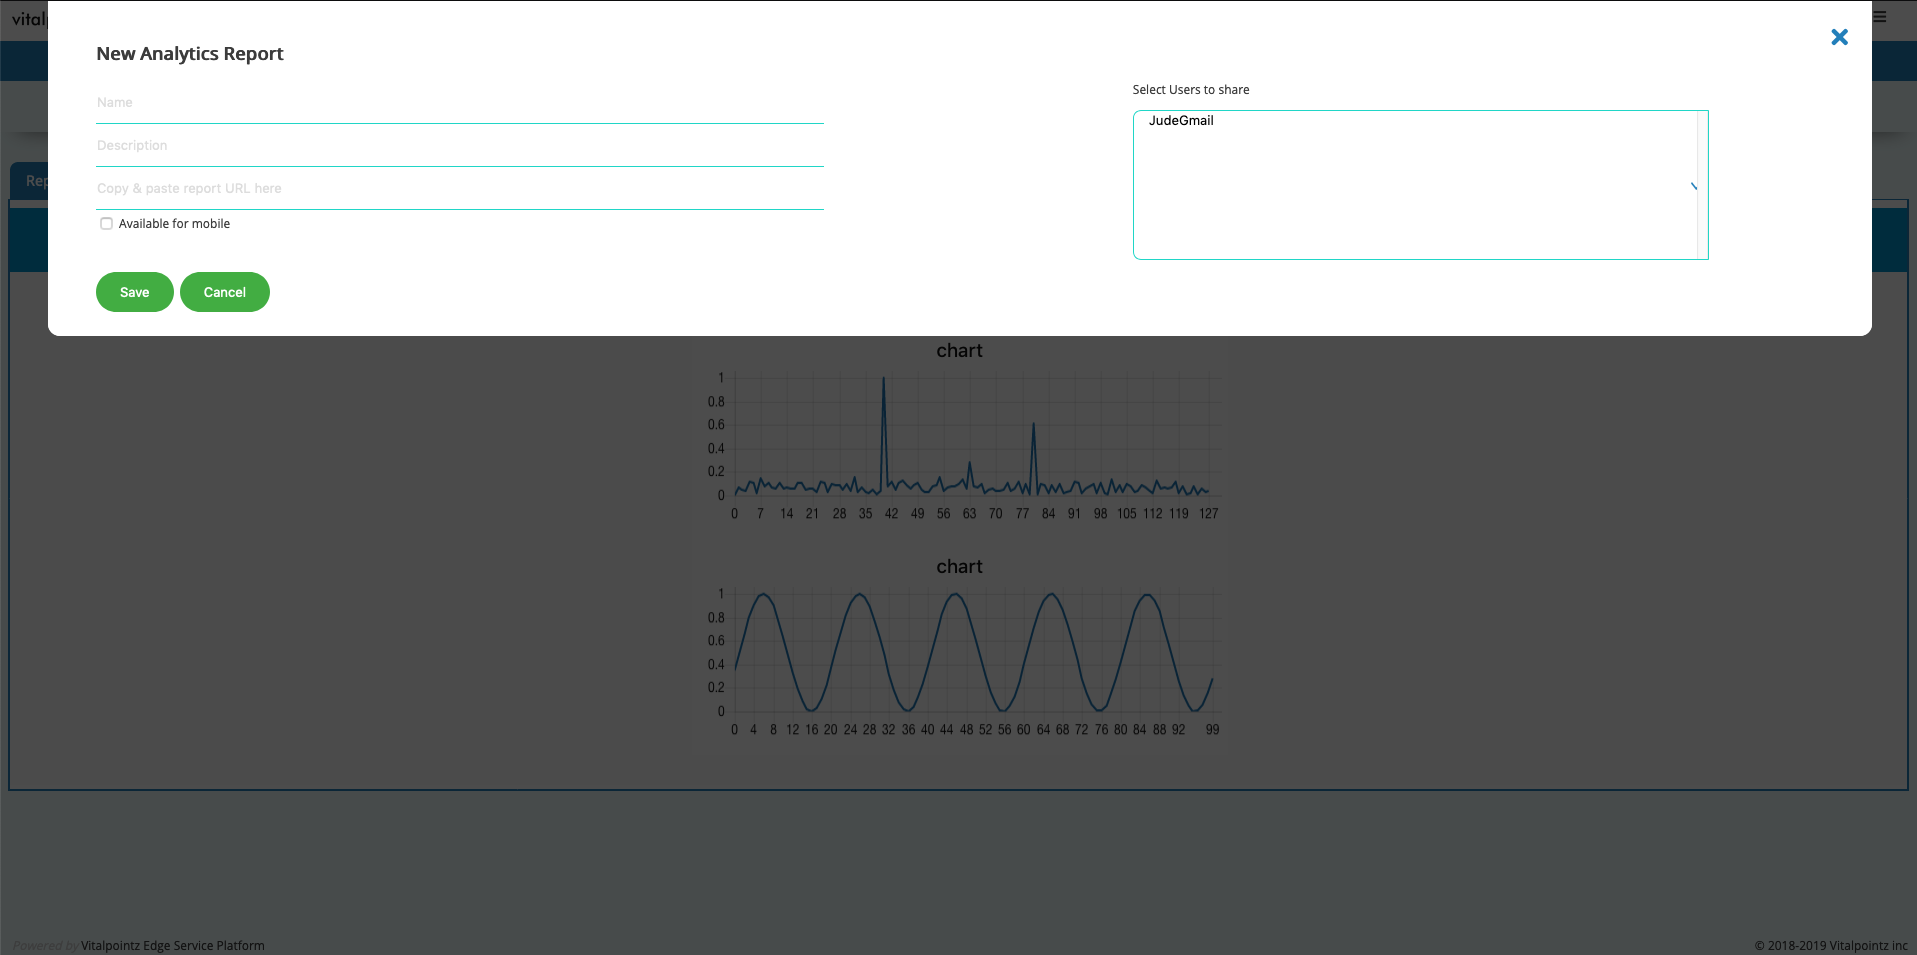 New Analytics Report
Name
Description
Copy & paste report URL here
Available for mobile
Save
Cancel
Select Users to share
JudeGmail
chart
1
0.8
0.6
0.4
0.2
0
0 7 14 21 28 35 42 49 56 63 70 77 84 91 98 105 112 119 127
chart
1
0.8
0.6
0.4
0.2
0
0 4 8 12 16 20 24 28 32 36 40 44 48 52 56 60 64 68 72 76 80 84 88 92 99
Powered by Vitalpointz Edge Service Platform
© 2018-2019 Vitalpointz inc